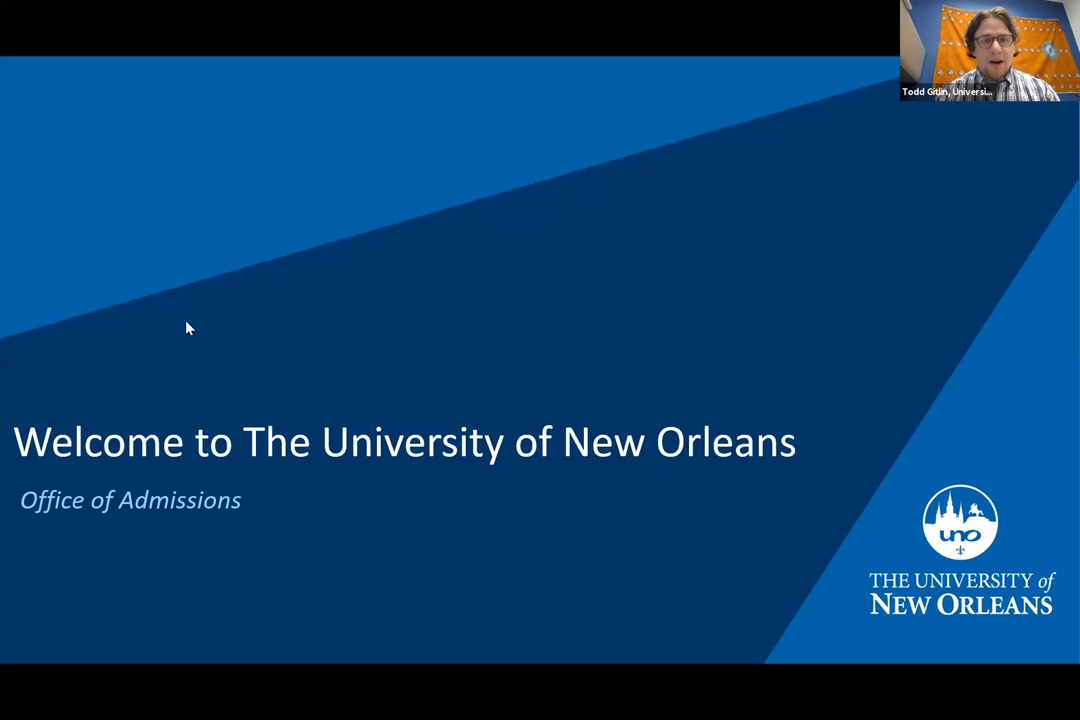 Todd Gitlin, Universi...
Welcome to The University of New Orleans
Office of Admissions
uno
THE UNIVERSITY of
NEW ORLEANS